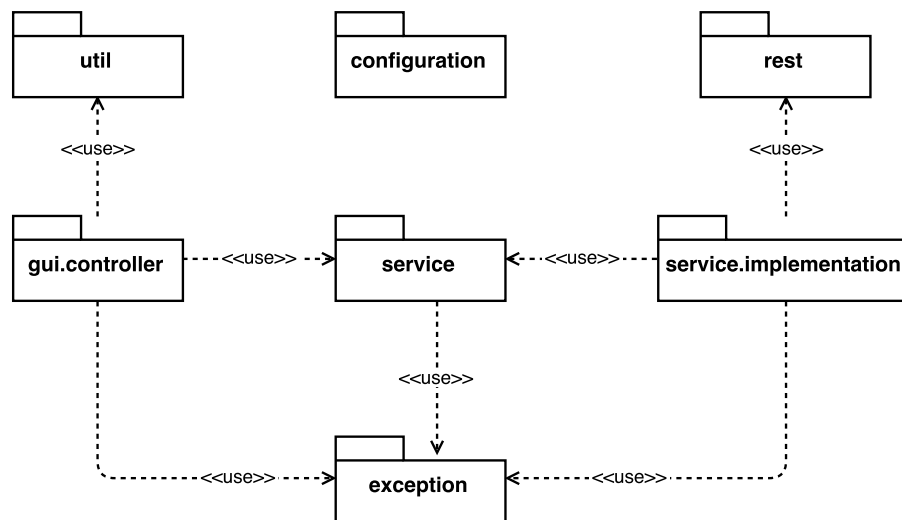 util
configuration
rest
<<use>>
<<use>>
gui.controller
<<use>>
service
<<use>>
service.implementation
<<use>>
<<use>>
exception
<<use>>